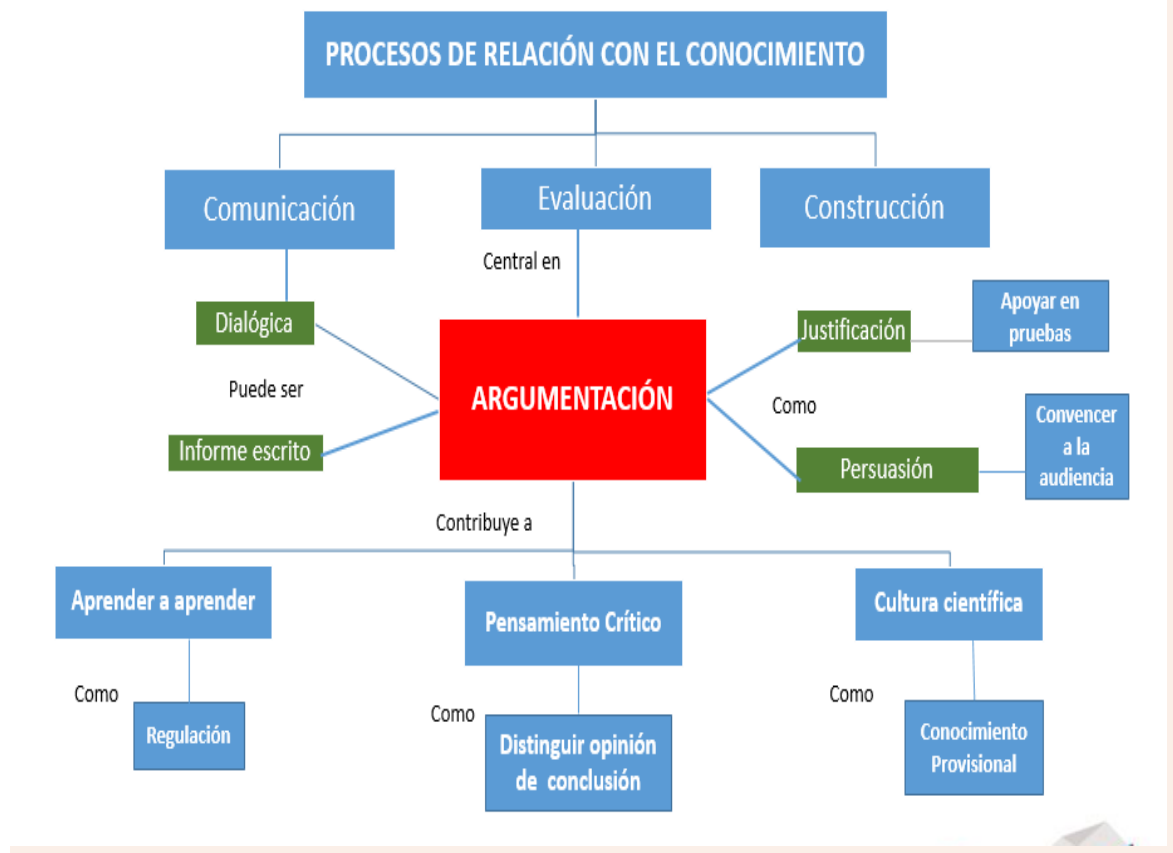 PROCESOS DE RELACIÓN CON EL CONOCIMIENTO
Comunicación
Evaluación
Construcción
Central en
Dialógica
Justificación
Apoyar en
pruebas
Puede ser
ARGUMENTACIÓN
Como
Informe escrito
Persuasión
Convencer
a la
audiencia
Contribuye a
Aprender a aprender
Pensamiento Crítico
Cultura científica
Como
Regulación
Como
Distinguir opinión
de conclusión
Como
Conocimiento
Provisional